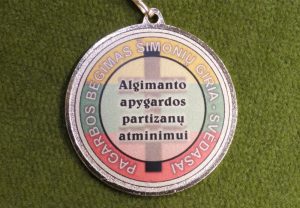 PAGARBOS BĖGIMAS ŠIMONIŲ GIRIA - SVĖDASAI
Algimanto
apygardos
partizanų
atminimui